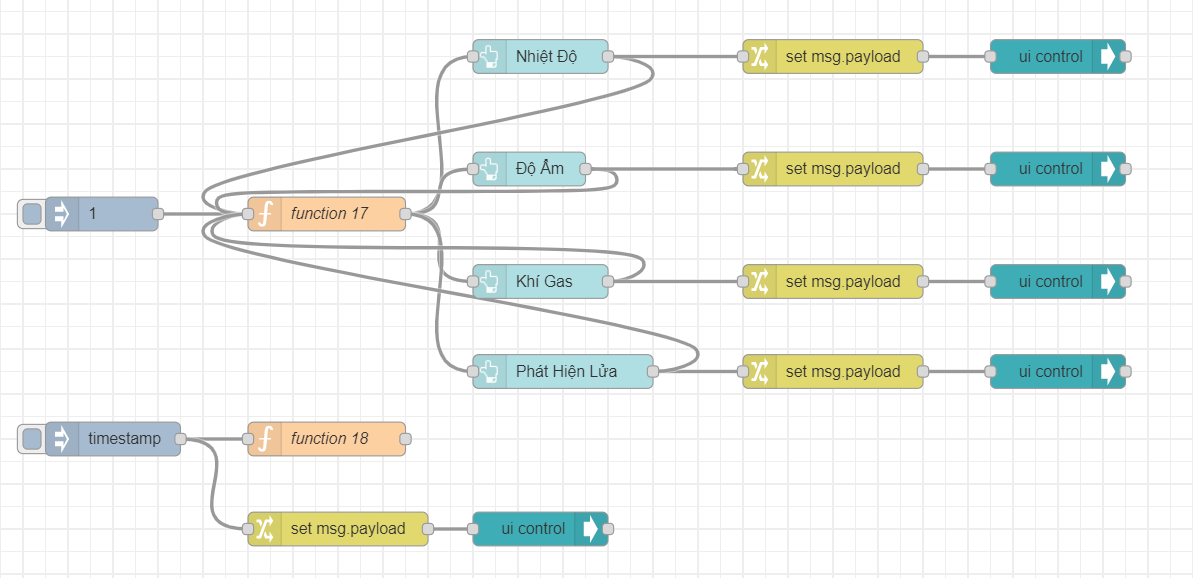 Nhiệt Độ
set msg.payload
ui control
Độ Ẩm
set msg.payload
ui control
1
function 17
Khí Gas
set msg.payload
ui control
Phát Hiện Lửa
set msg.payload
ui control
timestamp
function 18
set msg.payload
ui control